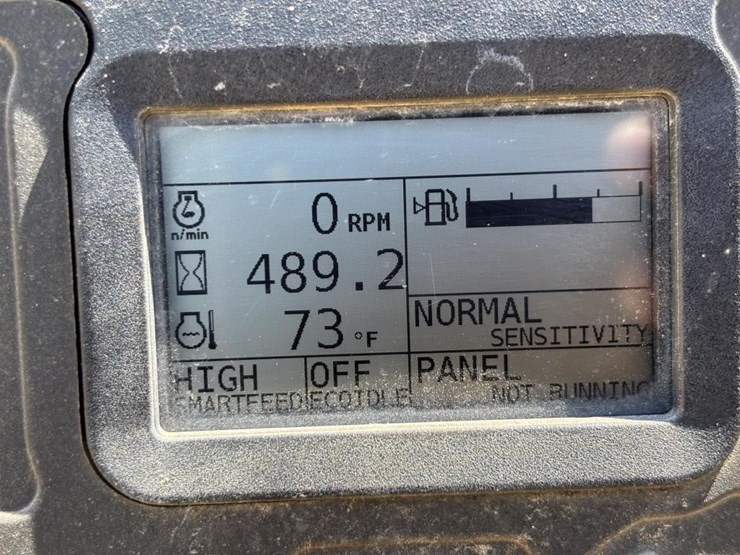 n/min
0 RPM
489.2
73 °F
NORMAL
SENSITIVITY
HIGH
SMARTFEED
OFF
ECOIDLE
PANEL
NOT RUNNING